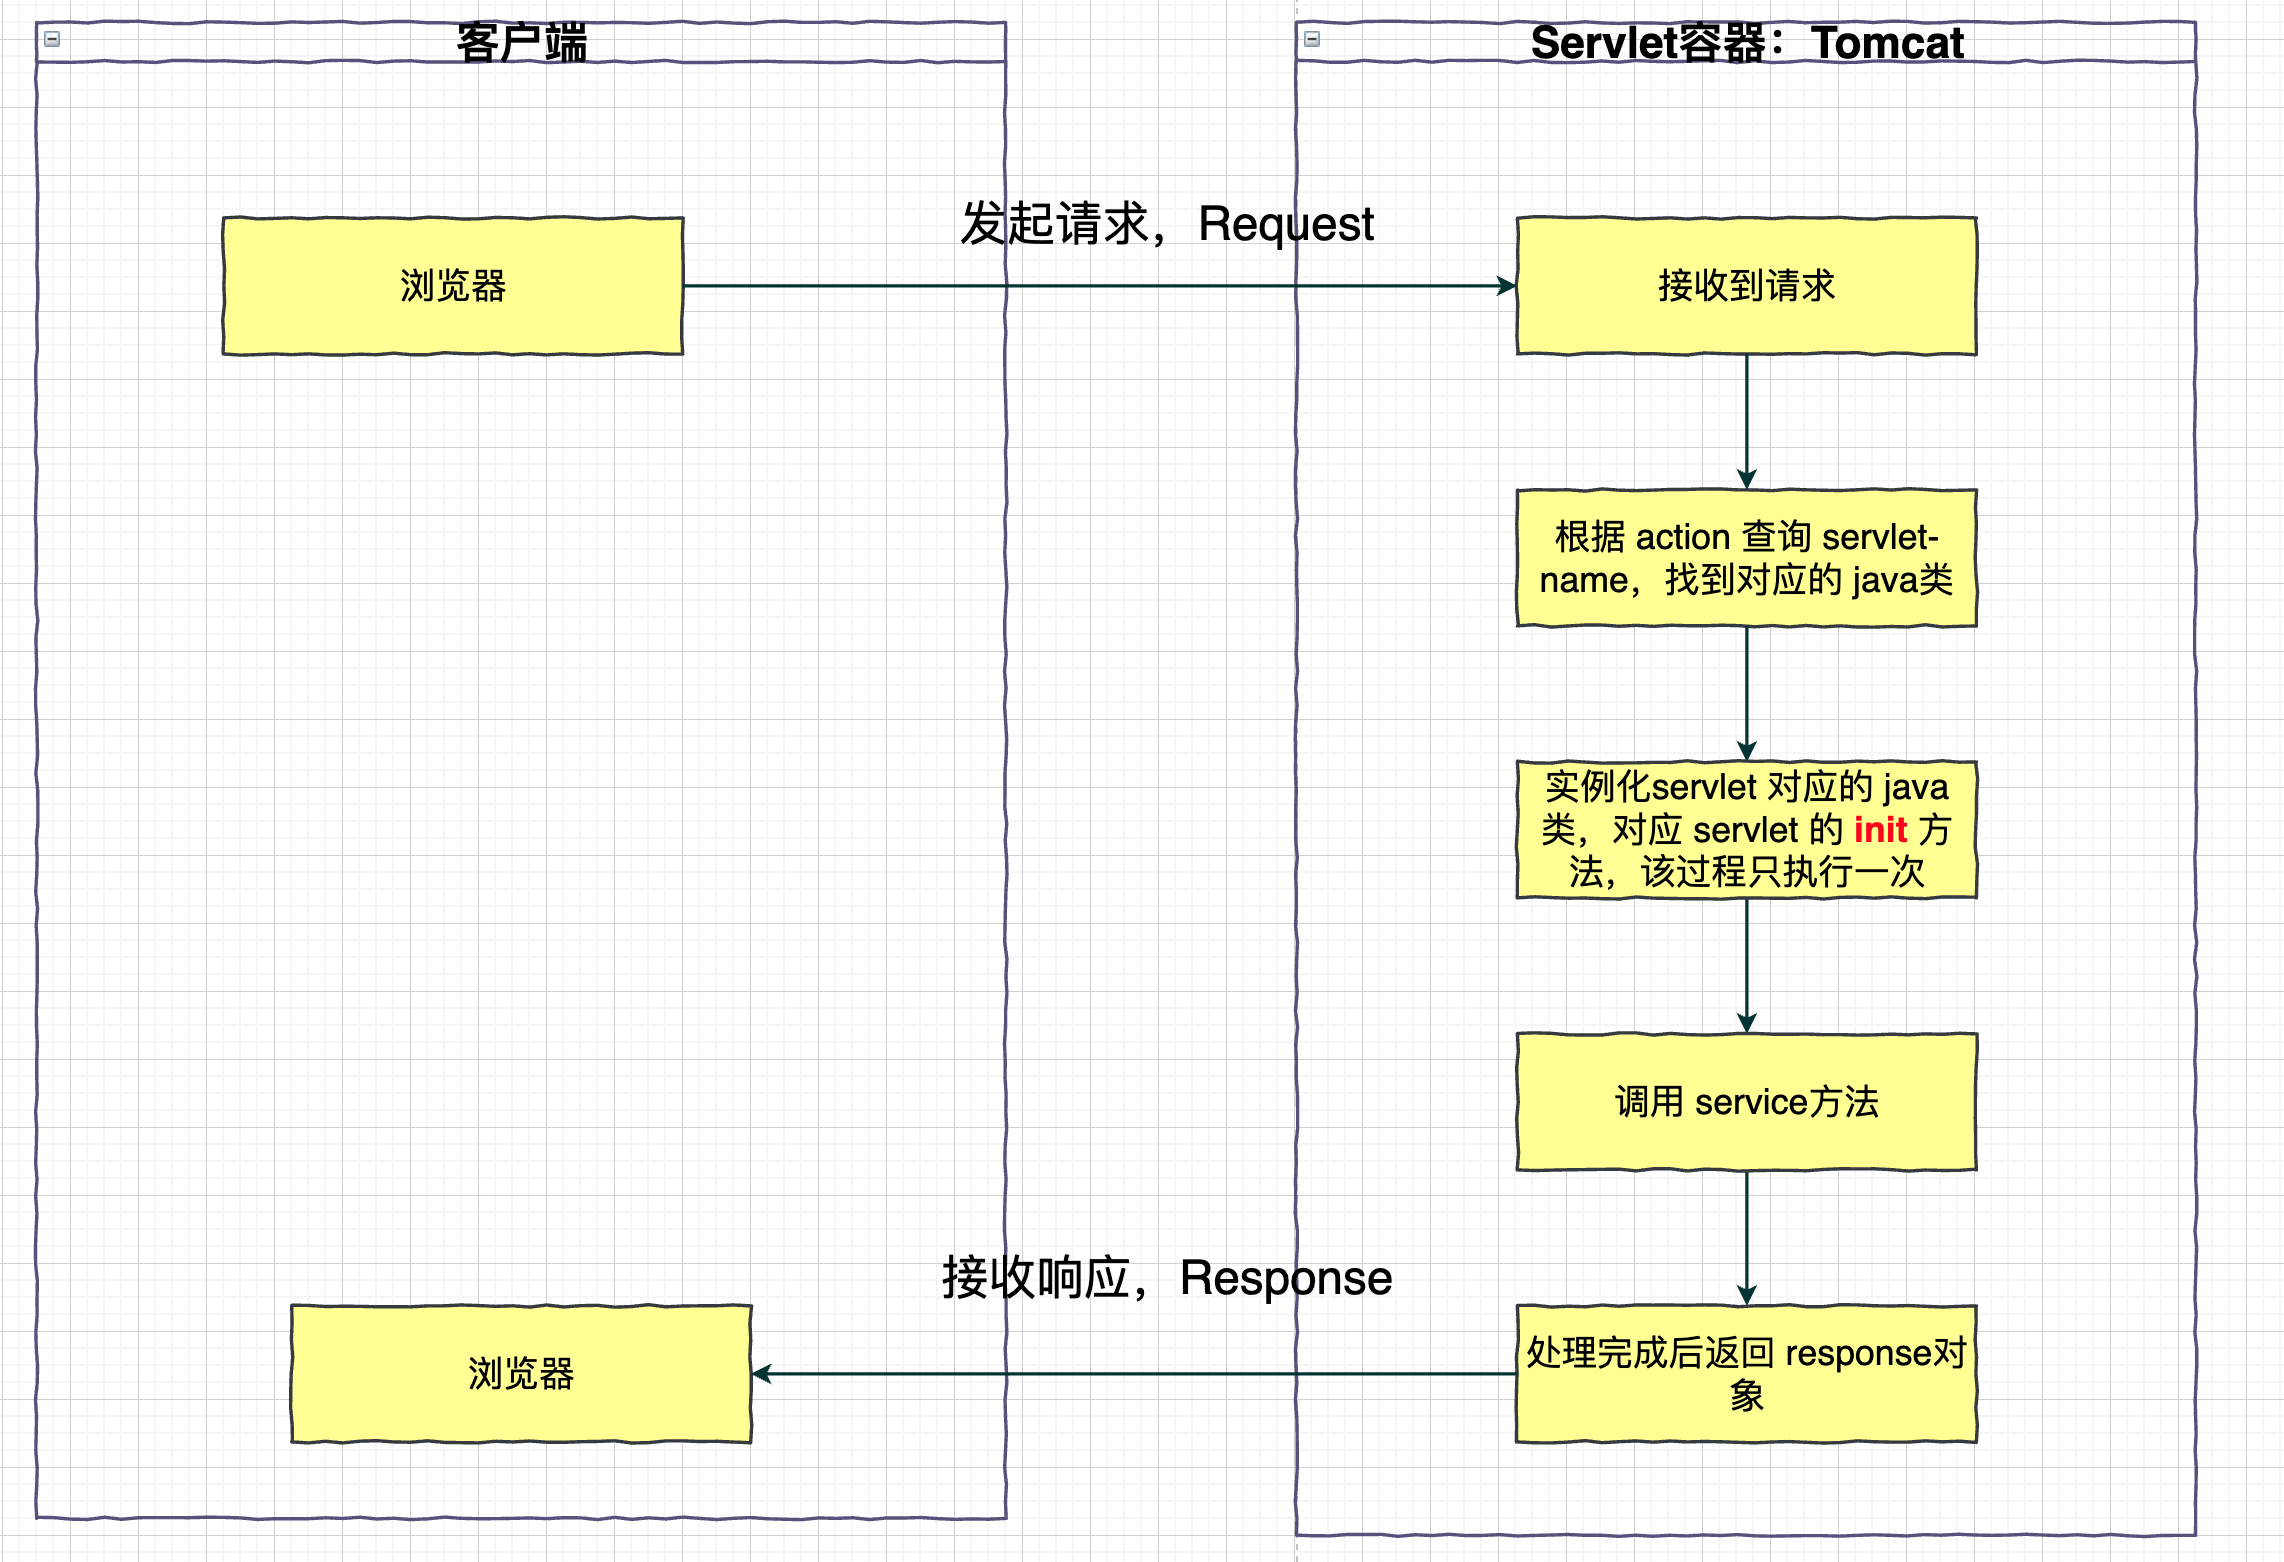 客户端
Servlet容器：Tomcat
发起请求，Request
浏览器
接收到请求
根据 action 查询 servlet-
name，找到对应的 java类
实例化servlet 对应的 java
类，对应 servlet 的 init 方
法，该过程只执行一次
调用 service方法
接收响应，Response
浏览器
处理完成后返回 response对
象